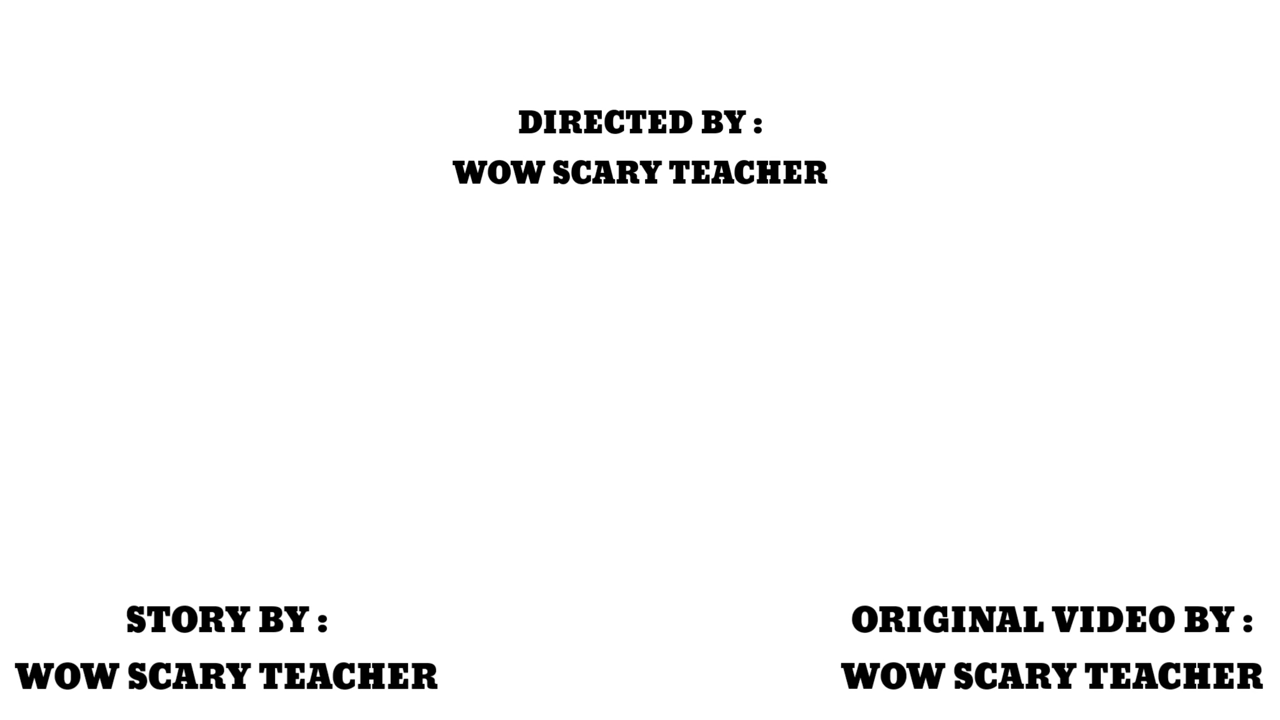 DIRECTED BY :
WOW SCARY TEACHER
STORY BY :
WOW SCARY TEACHER
ORIGINAL VIDEO BY :
WOW SCARY TEACHER